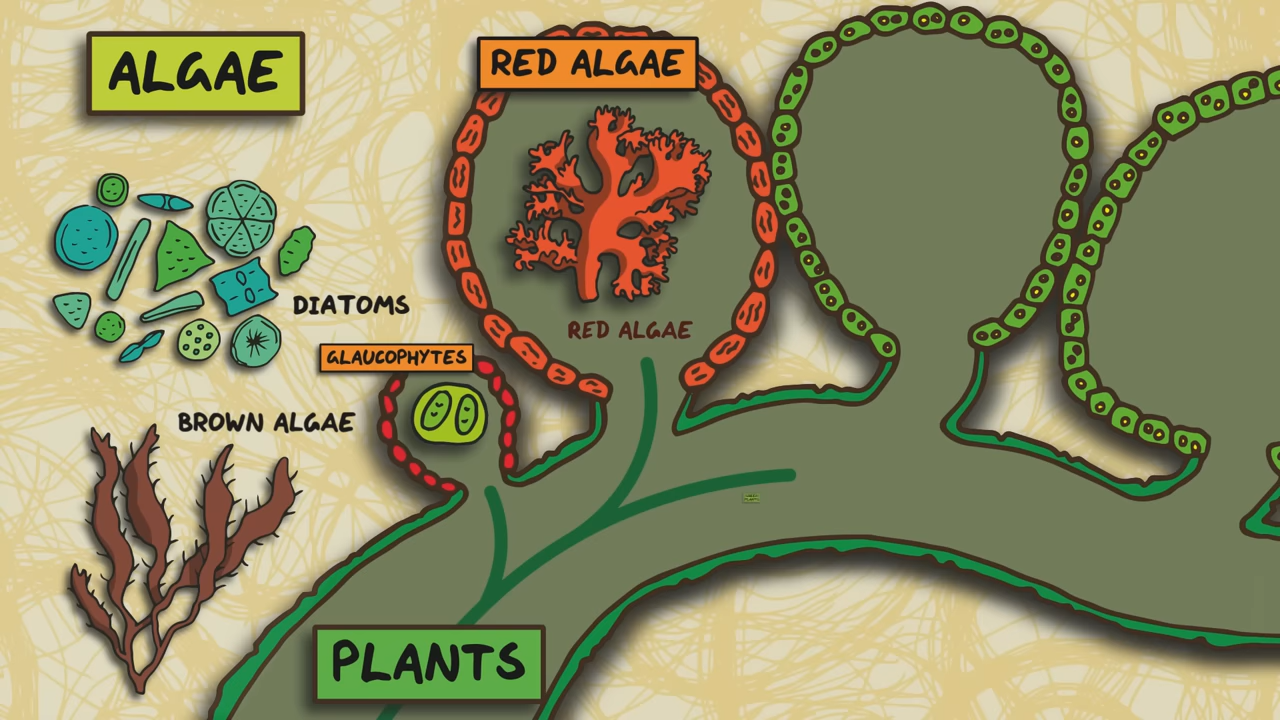 ALGAE
RED ALGAE
DIATOMS
RED ALGAE
GLAUCOPHYTES
BROWN ALGAE
PLANTS